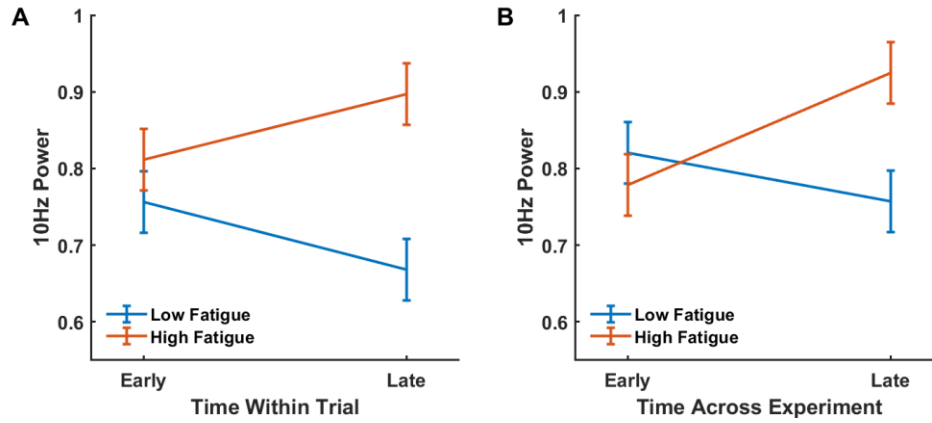 A
1
0.9
0.8
0.7
0.6
10Hz Power
Low Fatigue
High Fatigue
Early
Late
Time Within Trial
B
1
0.9
0.8
0.7
0.6
10Hz Power
Low Fatigue
High Fatigue
Early
Late
Time Across Experiment